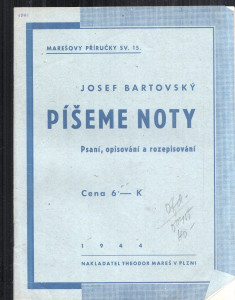 MAREŠOVY PŘÍRUČKY SV. 15.
JOSEF BARTOVSKÝ
PÍŠEME NOTY
Psaní, opisování a rozepisování
Cena 6·— K
1944
NAKLADATEL THEODOR MAREŠ V PLZNI